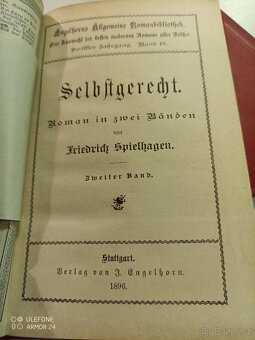 Engelhorns Allgemeine Romanbibliothek.
Eine Auswahl der besten modernen Romane aller Völker.
Zwölfter Jahrgang. Band 18.
Selbstgerecht.
Roman in zwei Bänden
von
Friedrich Spielhagen.
Zweiter Band.
Stuttgart.
Verlag von J. Engelhorn.
1896.
ULEFONE
ARMOR 24